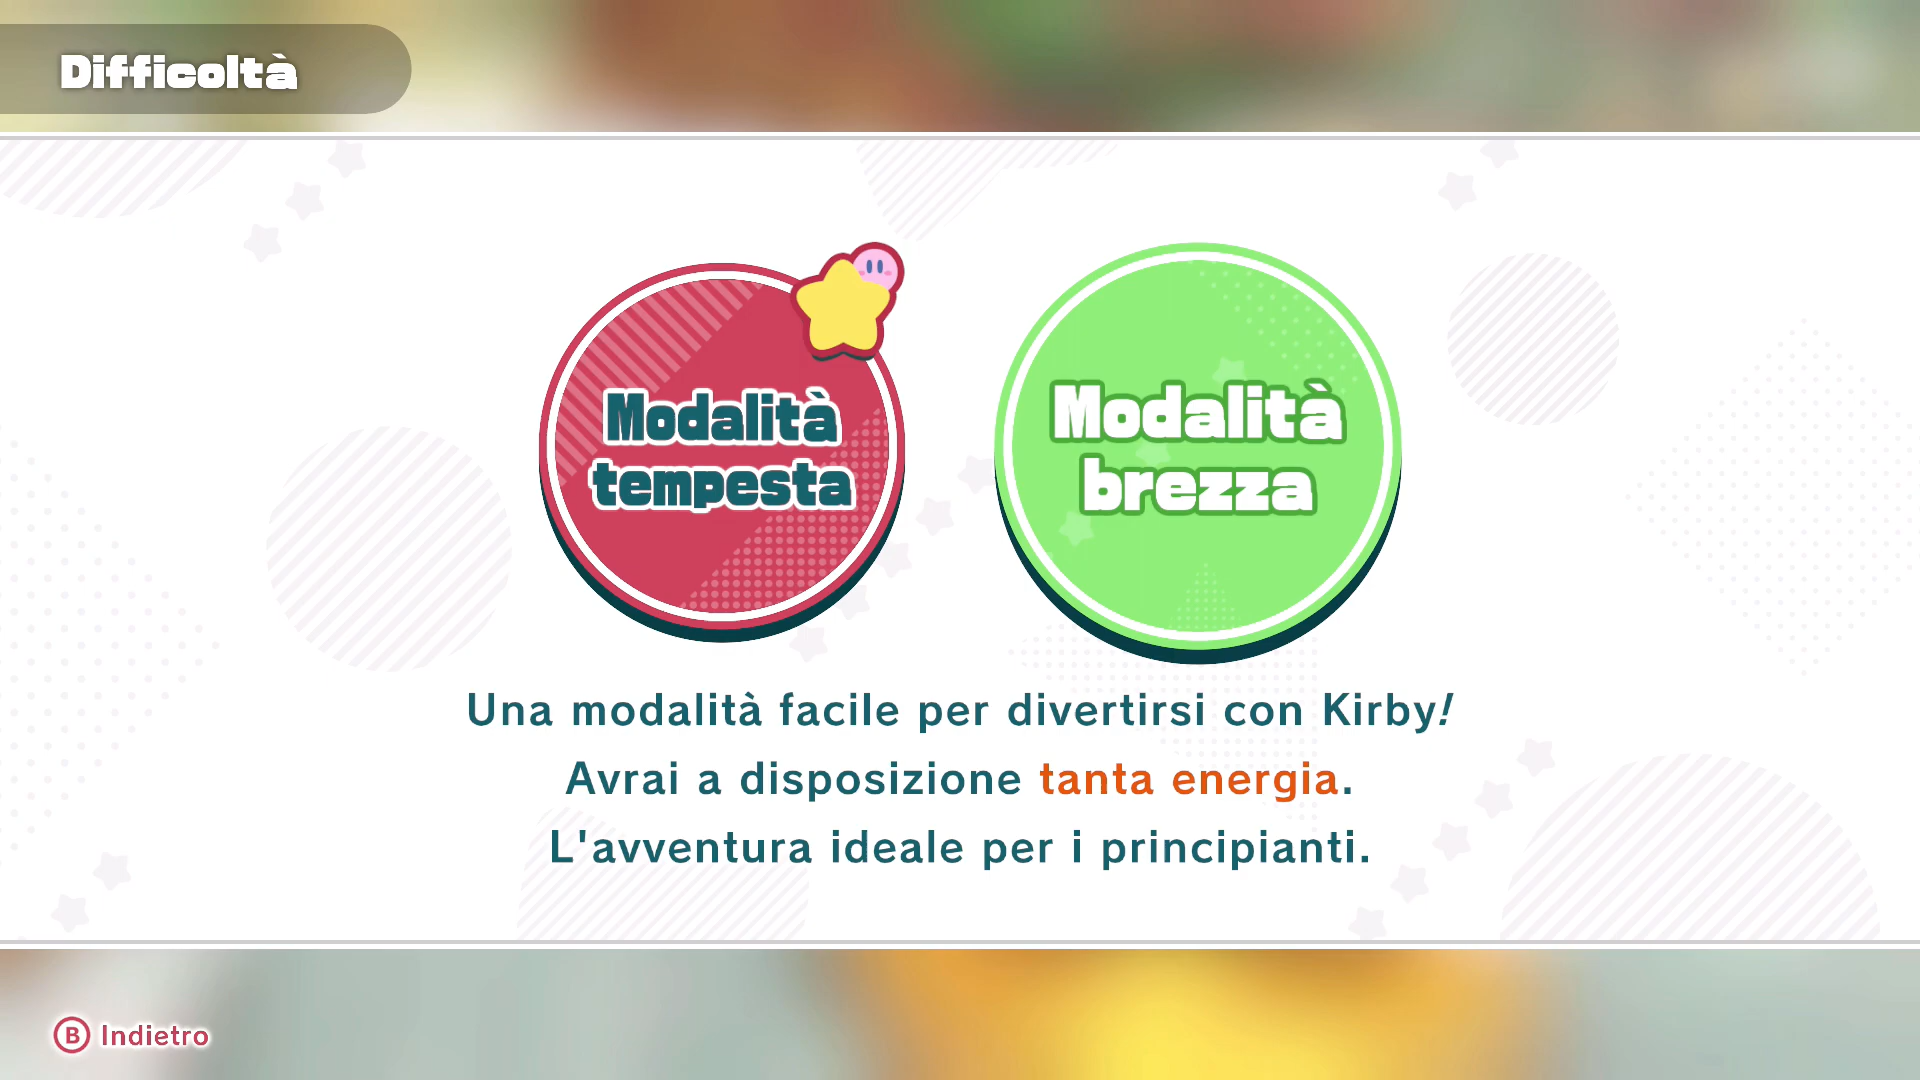 Difficoltà
Modalità
tempesta
Modalità
brezza
Una modalità facile per divertirsi con Kirby!
Avrai a disposizione tanta energia.
L'avventura ideale per i principianti.
B Indietro